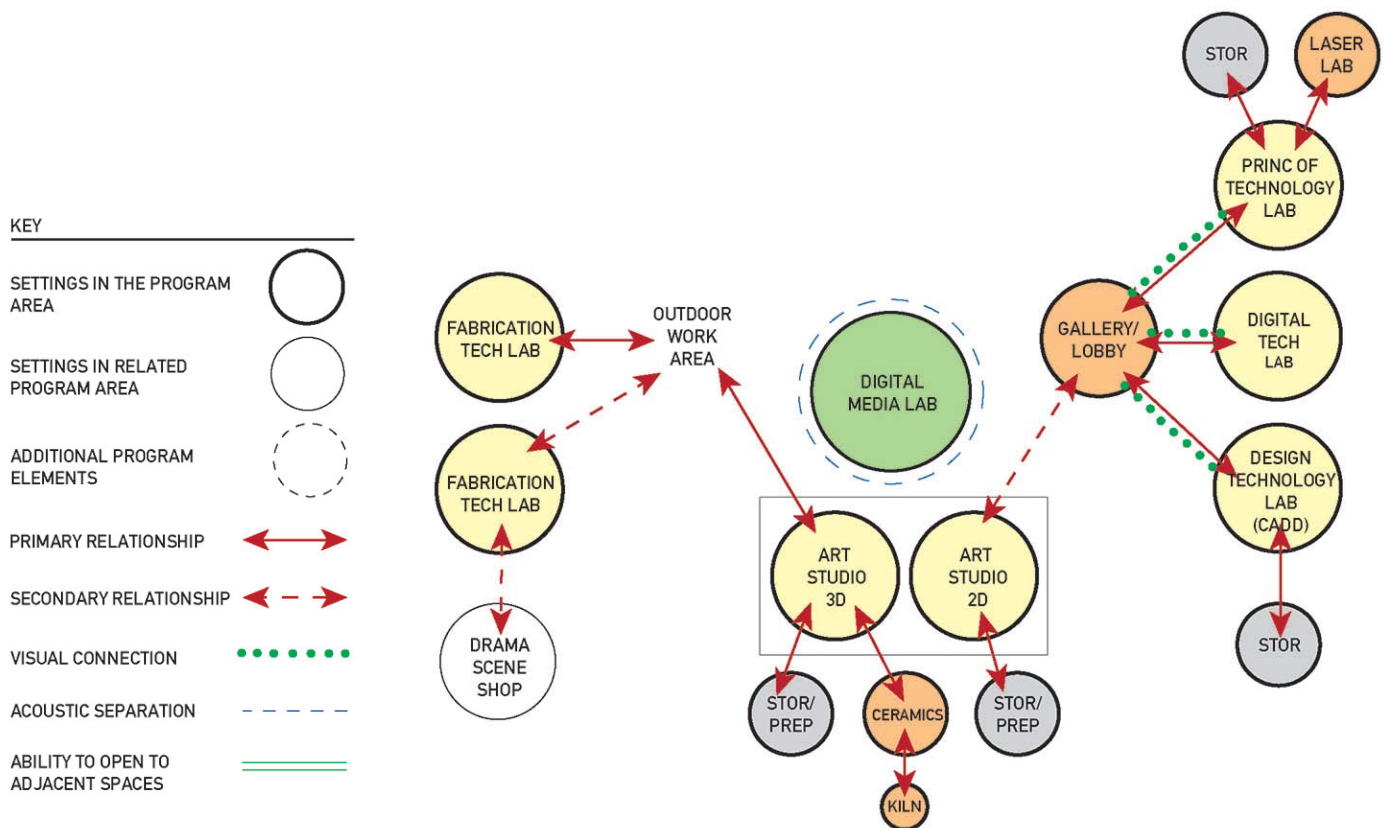 KEY
SETTINGS IN THE PROGRAM
AREA
SETTINGS IN RELATED
PROGRAM AREA
ADDITIONAL PROGRAM
ELEMENTS
PRIMARY RELATIONSHIP
SECONDARY RELATIONSHIP
VISUAL CONNECTION
ACOUSTIC SEPARATION
ABILITY TO OPEN TO
ADJACENT SPACES
FABRICATION
TECH LAB
FABRICATION
TECH LAB
DRAMA
SCENE
SHOP
OUTDOOR
WORK
AREA
DIGITAL
MEDIA LAB
ART
STUDIO
3D
ART
STUDIO
2D
STOR/
PREP
CERAMICS
STOR/
PREP
KILN
GALLERY/
LOBBY
STOR
LASER
LAB
PRINC OF
TECHNOLOGY
LAB
DIGITAL
TECH
LAB
DESIGN
TECHNOLOGY
LAB
(CADD)
STOR